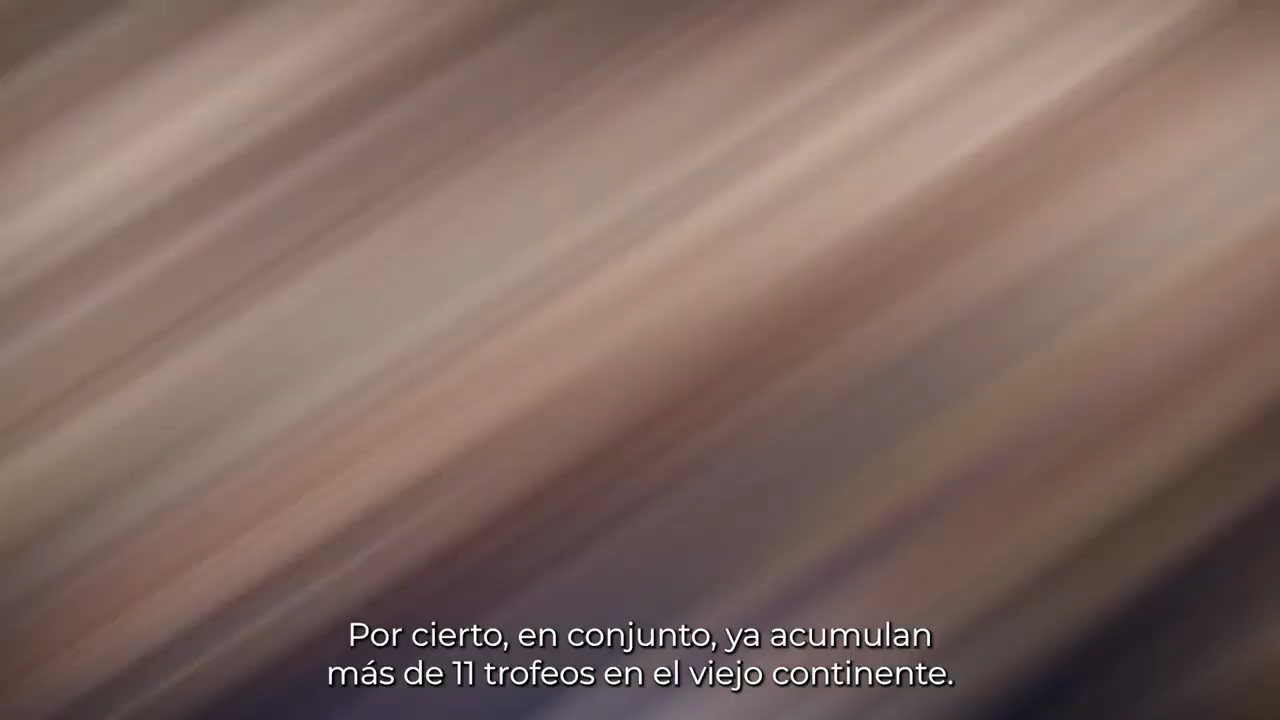 Por cierto, en conjunto, ya acumulan
más de 11 trofeos en el viejo continente.